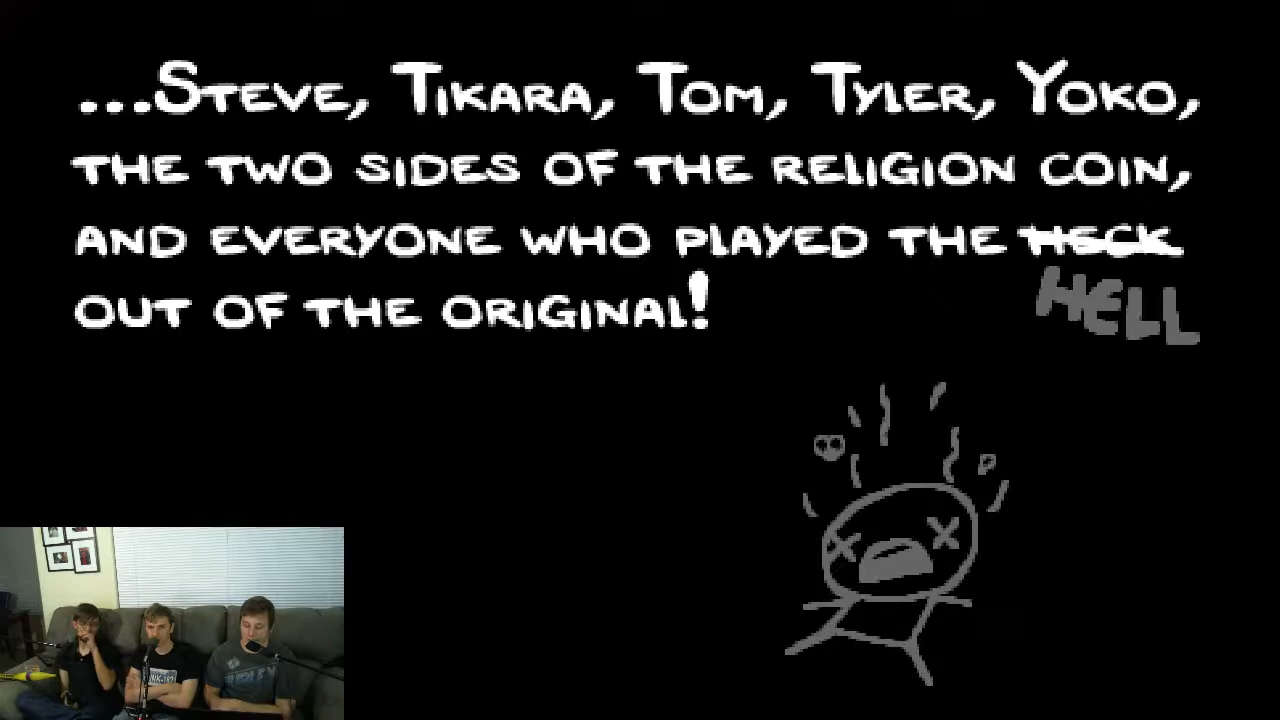 ...STEVE, TIKARA, TOM, TYLER, YOKO,
THE TWO SIDES OF THE RELIGION COIN,
AND EVERYONE WHO PLAYED THE HECK
HELL
OUT OF THE ORIGINAL!